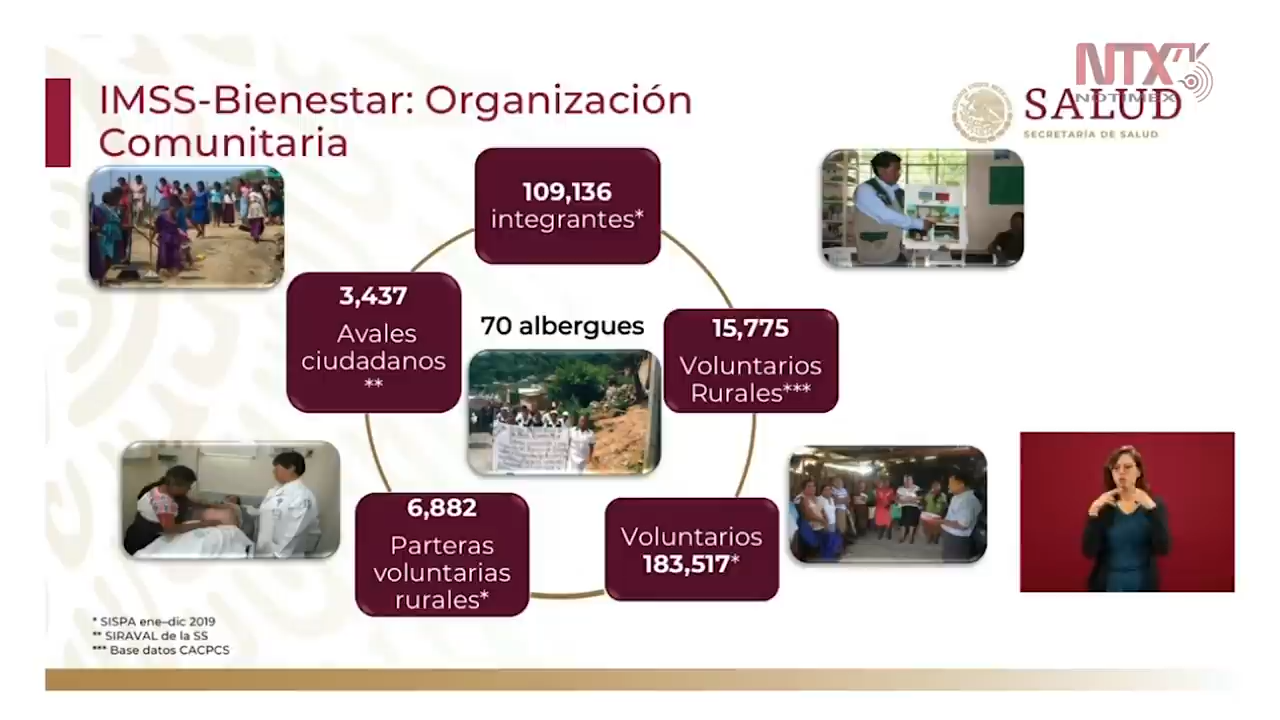 IMSS-Bienestar: Organización
Comunitaria
NTX
NOTIMEX
SALUD
SECRETARÍA DE SALUD
109,136
integrantes*
3,437
Avales
ciudadanos
**
70 albergues
15,775
Voluntarios
Rurales***
6,882
Parteras
voluntarias
rurales*
Voluntarios
183,517*
* SISPA ene-dic 2019
** SIRAVAL de la SS
*** Base datos CACPCS